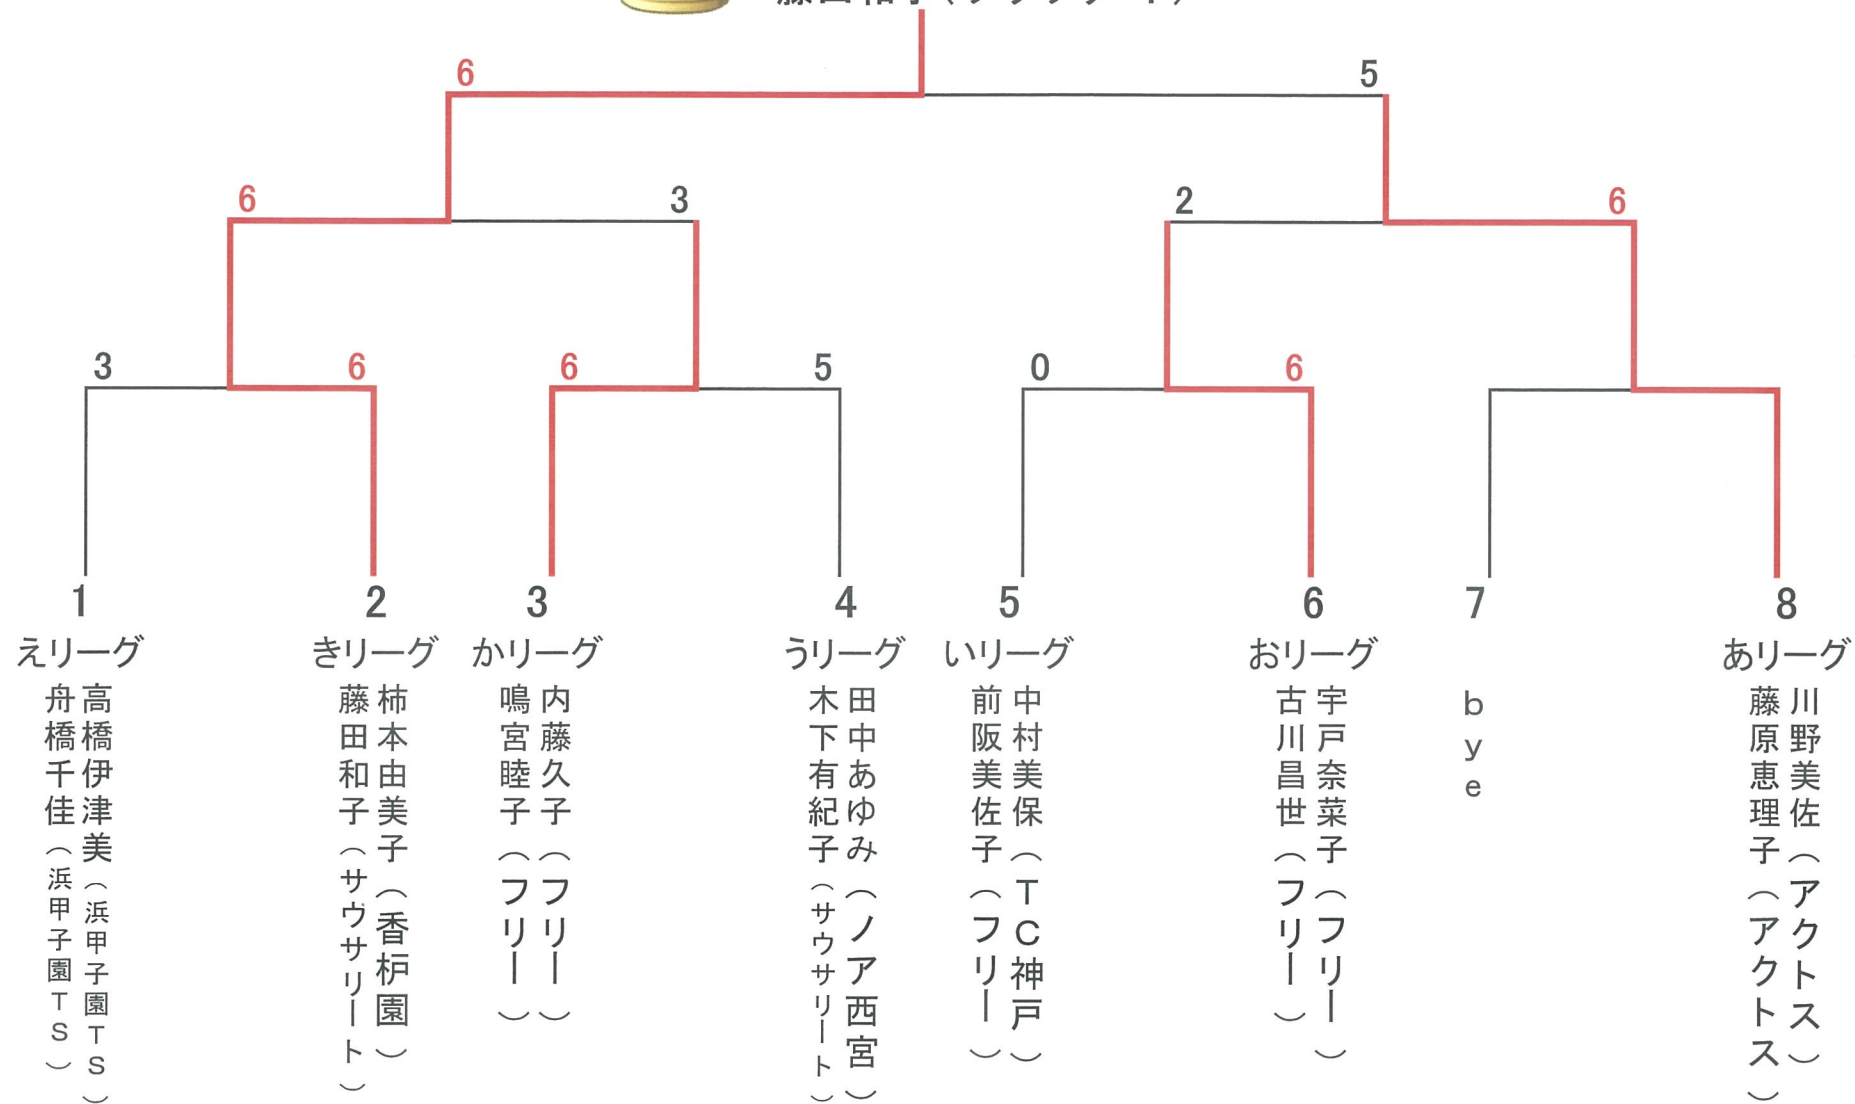 6 5
6 3 2 6
3 6 6 5 0 6
1 2 3 4 5 6 7 8
えリーグ きリーグ かリーグ うリーグ いリーグ おリーグ あリーグ
高橋伊津美（浜甲子園TS）
舟橋千佳（浜甲子園TS）
柿本由美子（香枦園）
藤田和子（サウサリート）
内藤久子（フリー）
鳴宮睦子（フリー）
田中あゆみ（ノア西宮）
木下有紀子（サウサリート）
中村美保（TC神戸）
前阪美佐子（フリー）
宇戸奈菜子（フリー）
古川昌世（フリー）
bye
川野美佐（アクトス）
藤原恵理子（アクトス）